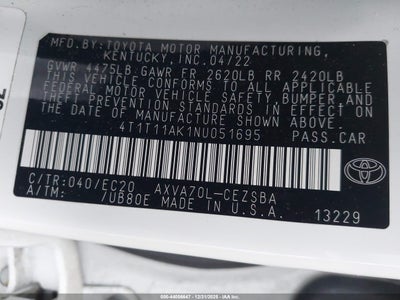 MFD.BY:TOYOTA MOTOR MANUFACTURING,
KENTUCKY,INC.04/22
GVWR 4475LB GAWR FR 2620LB RR 2420LB
THIS VEHICLE CONFORMS TO ALL APPLICABLE
FEDERAL MOTOR VEHICLE SAFETY, BUMPER, AND
THEFT PREVENTION STANDARDS IN EFFECT ON
THE DATE OF MANUFACTURE SHOWN ABOVE.
4T1T11AK1NU051695 PASS.CAR
C/TR:040/EC20 AXVA70L-CEZSBA
A/TM: /UB80E MADE IN U.S.A.
13229
TOYOTA